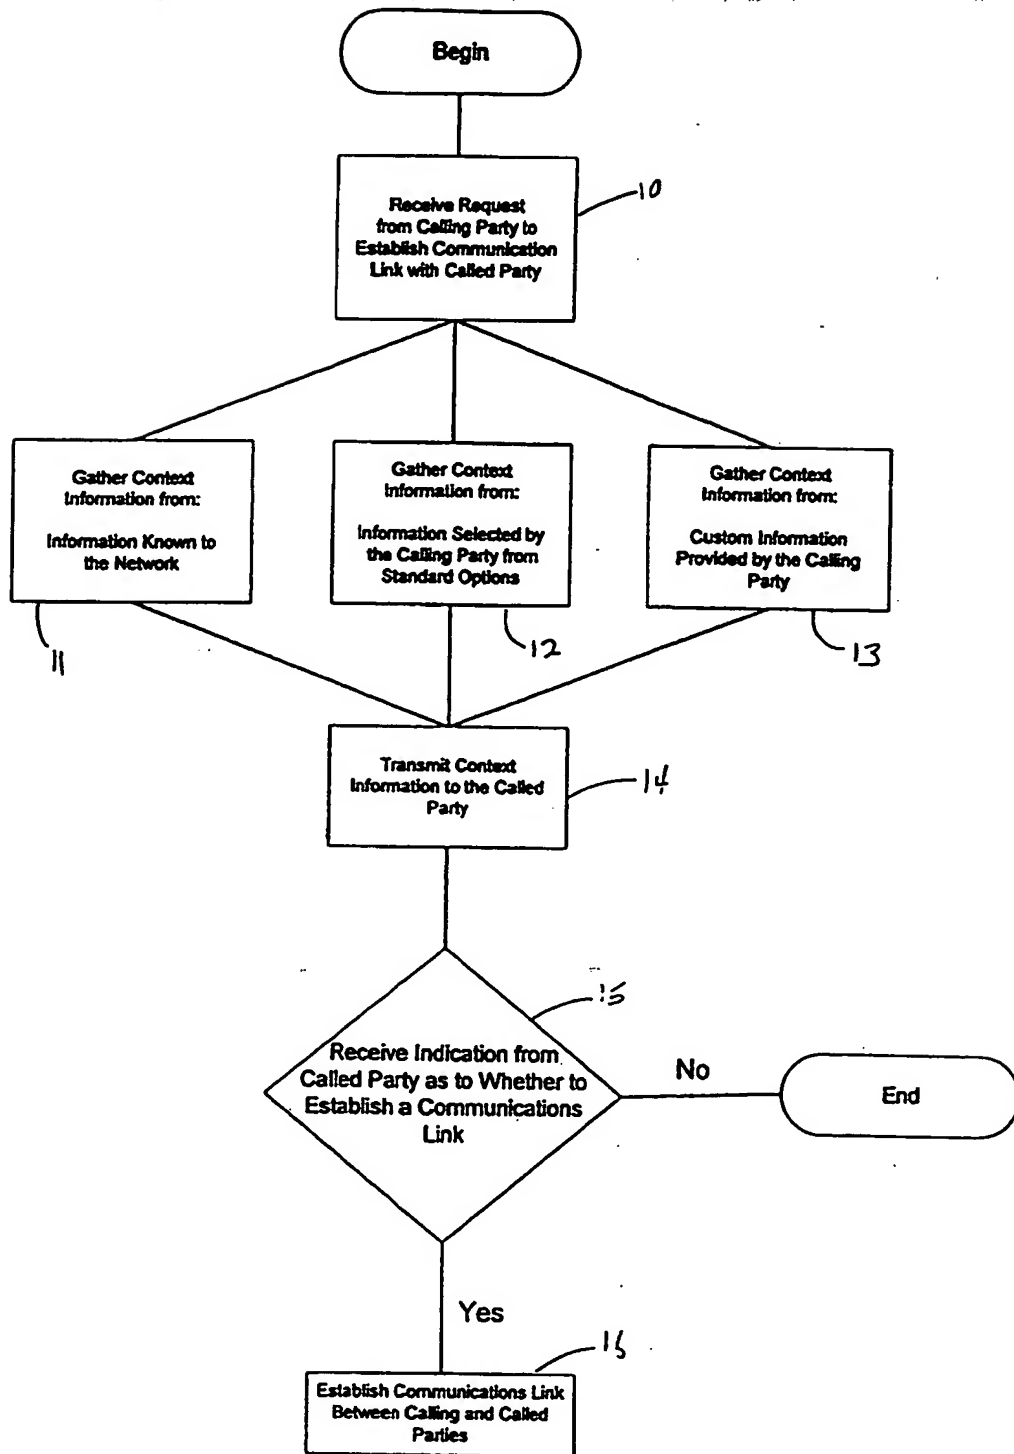 Begin
10
Receive Request
from Calling Party to
Establish Communication
Link with Called Party
Gather Context
Information from:
Information Known to
the Network
11
Gather Context
Information from:
Information Selected by
the Calling Party from
Standard Options
12
Gather Context
Information from:
Custom Information
Provided by the Calling
Party
13
Transmit Context
Information to the Called
Party
14
15
Receive Indication from
Called Party as to Whether to
Establish a Communications
Link
No
End
Yes
16
Establish Communications Link
Between Calling and Called
Parties